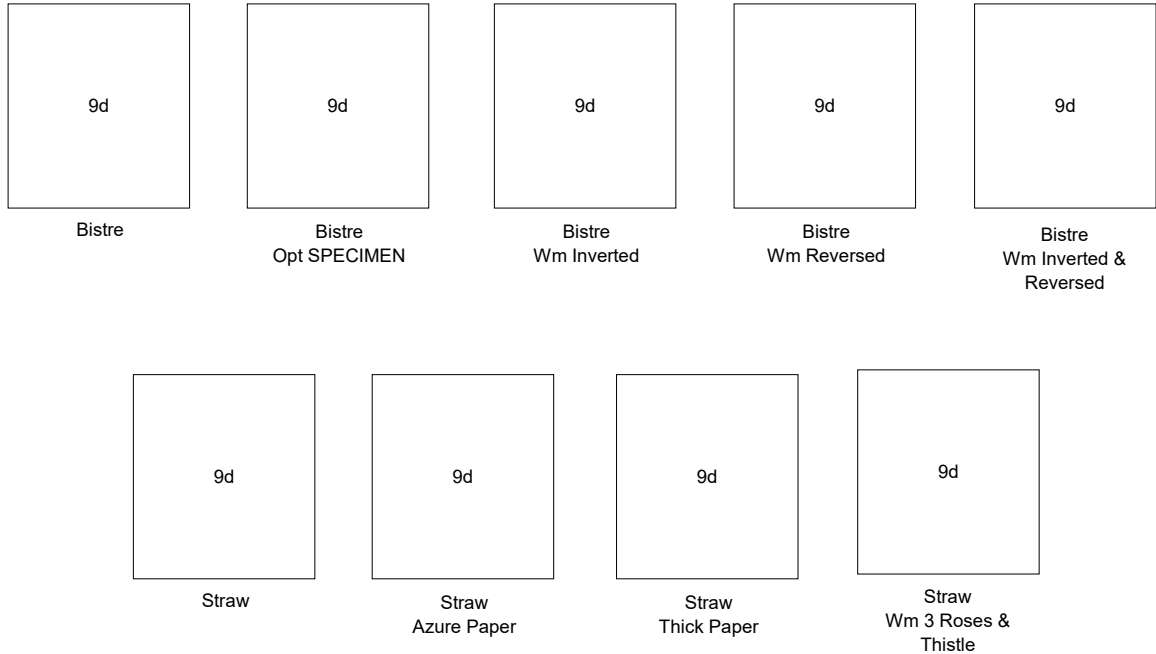 9d
9d
9d
9d
9d
Bistre
Bistre
Opt SPECIMEN
Bistre
Wm Inverted
Bistre
Wm Reversed
Bistre
Wm Inverted &
Reversed
9d
9d
9d
9d
Straw
Straw
Azure Paper
Straw
Thick Paper
Straw
Wm 3 Roses &
Thistle